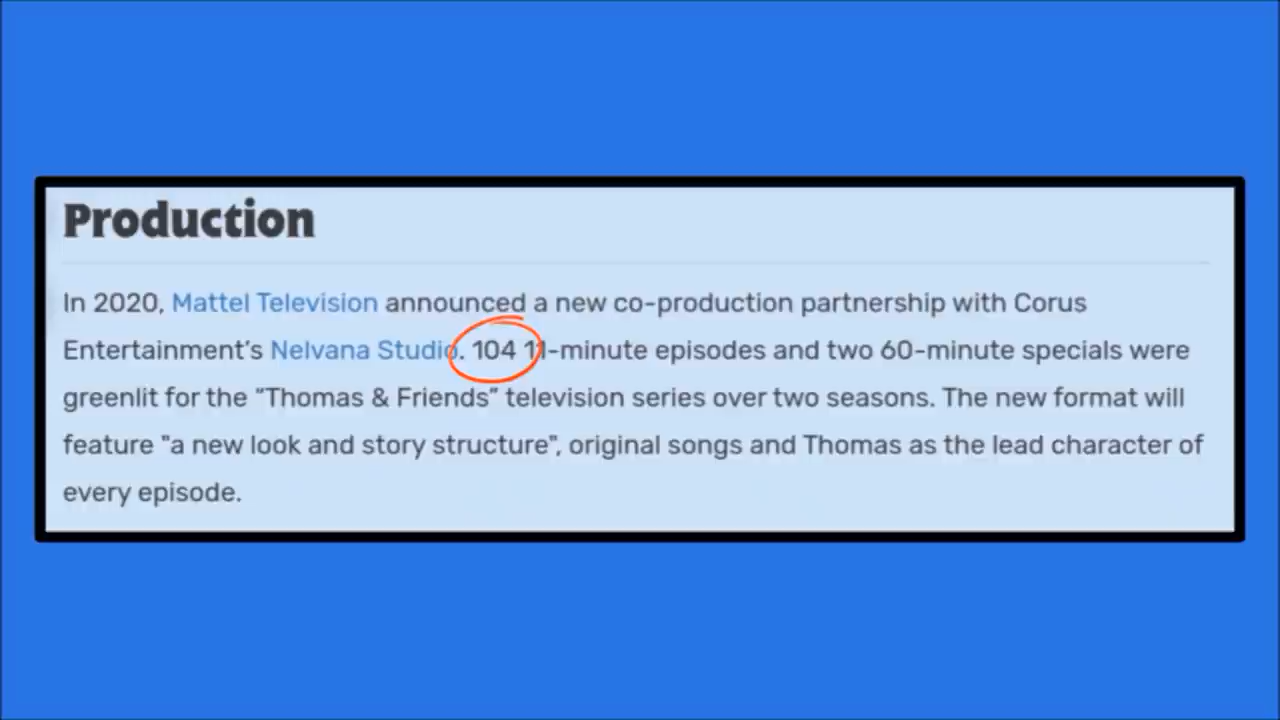 Production
In 2020, Mattel Television announced a new co-production partnership with Corus
Entertainment’s Nelvana Studio. 104 11-minute episodes and two 60-minute specials were
greenlit for the “Thomas & Friends” television series over two seasons. The new format will
feature "a new look and story structure", original songs and Thomas as the lead character of
every episode.